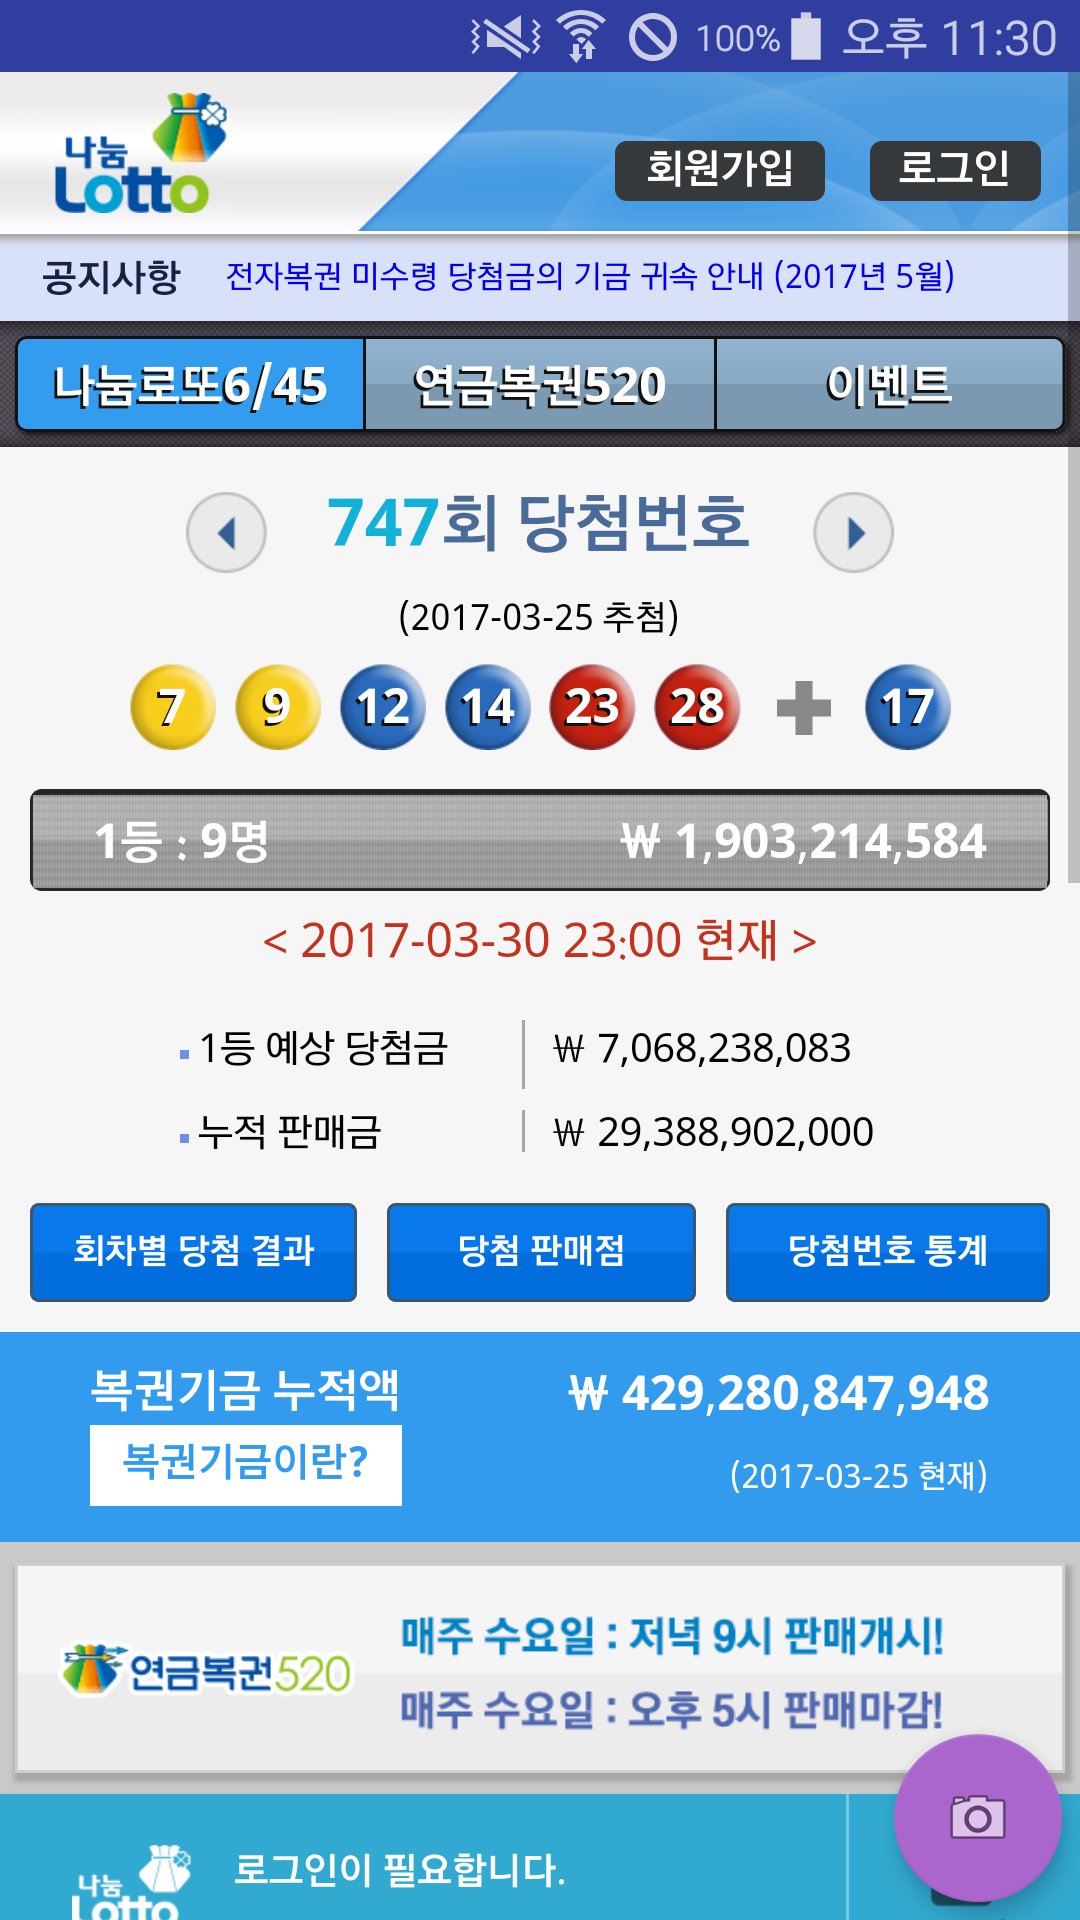 100% 오후 11:30
나눔
Lotto
회원가입 로그인
공지사항 전자복권 미수령 당첨금의 기금 귀속 안내 (2017년 5월)
나눔로또6/45 연금복권520 이벤트
747회 당첨번호
(2017-03-25 추첨)
7 9 12 14 23 28 + 17
1등 : 9명 ₩ 1,903,214,584
< 2017-03-30 23:00 현재 >
1등 예상 당첨금 ₩ 7,068,238,083
누적 판매금 ₩ 29,388,902,000
회차별 당첨 결과 당첨 판매점 당첨번호 통계
복권기금 누적액 ₩ 429,280,847,948
복권기금이란? (2017-03-25 현재)
매주 수요일 : 저녁 9시 판매개시!
연금복권520
매주 수요일 : 오후 5시 판매마감!
나눔
Lotto
로그인이 필요합니다.